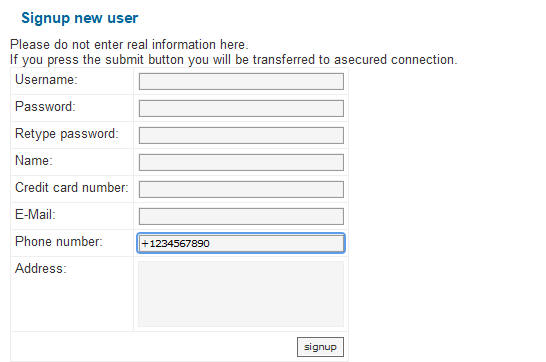 Signup new user
Please do not enter real information here.
If you press the submit button you will be transferred to asecured connection.
Username:
Password:
Retype password:
Name:
Credit card number:
E-Mail:
Phone number: +1234567890
Address:
signup